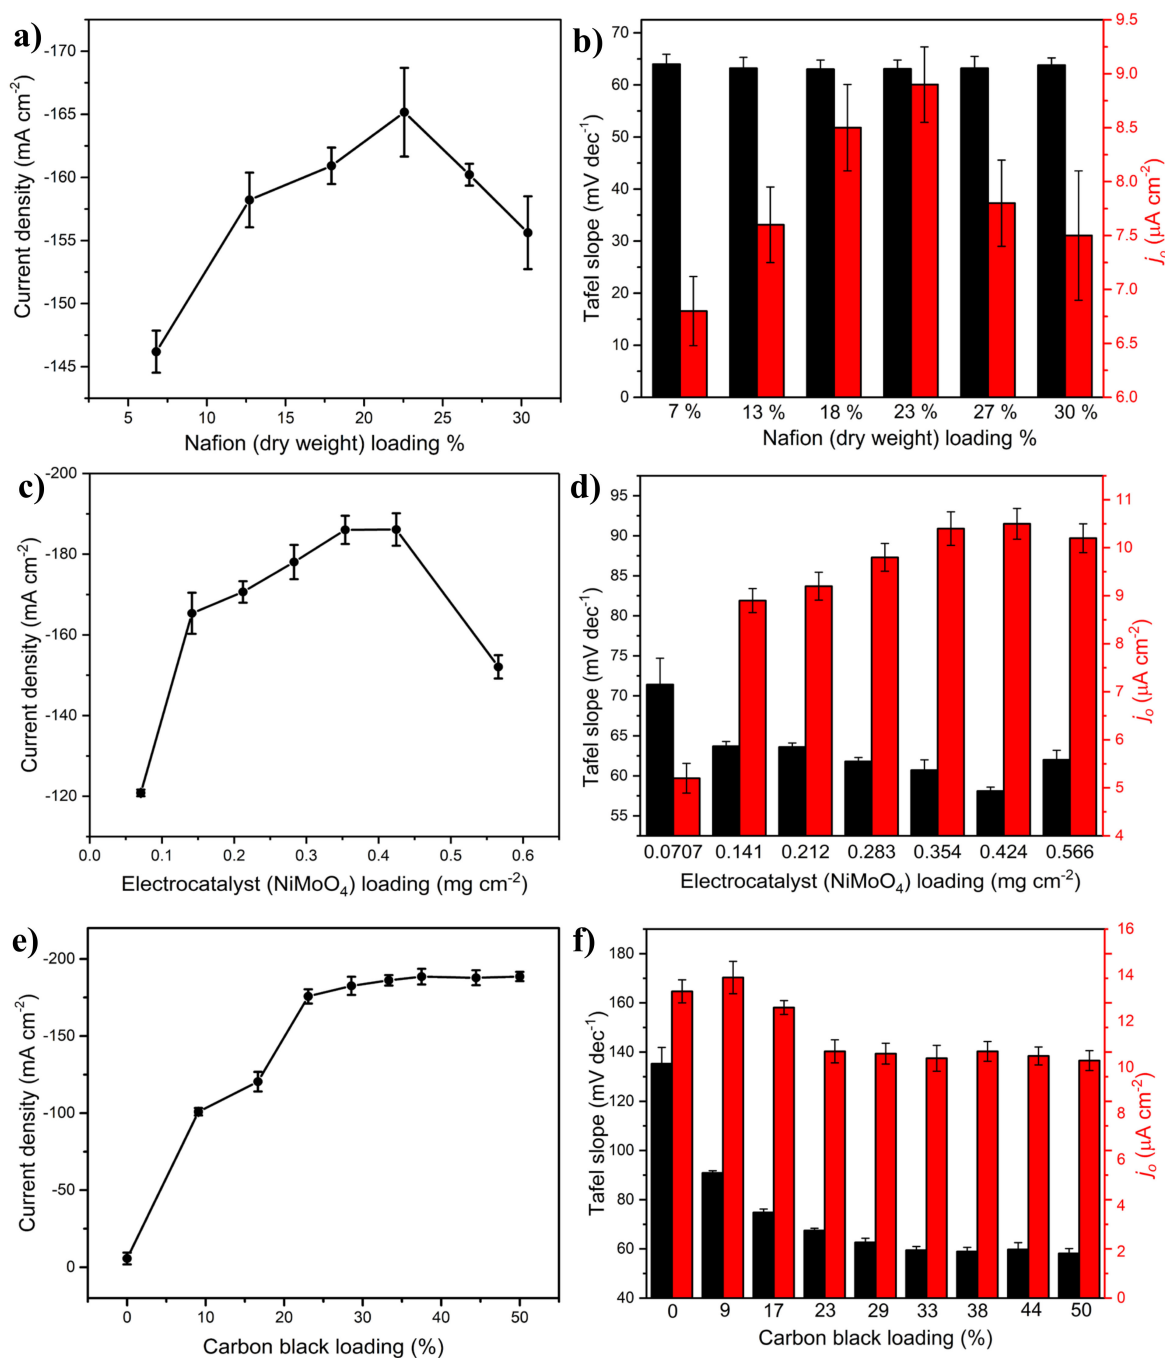 a)
-170
-165
-160
-155
-150
-145
Current density (mA cm⁻²)
5 10 15 20 25 30
Nafion (dry weight) loading %
b)
70
60
50
40
30
20
10
0
Tafel slope (mV dec⁻¹)
9.5
9.0
8.5
8.0
7.5
7.0
6.5
6.0
jₒ (µA cm⁻²)
7 % 13 % 18 % 23 % 27 % 30 %
Nafion (dry weight) loading %
c)
-200
-180
-160
-140
-120
Current density (mA cm⁻²)
0.0 0.1 0.2 0.3 0.4 0.5 0.6
Electrocatalyst (NiMoO₄) loading (mg cm⁻²)
d)
95
90
85
80
75
70
65
60
55
Tafel slope (mV dec⁻¹)
11
10
9
8
7
6
5
4
jₒ (µA cm⁻²)
0.0707 0.141 0.212 0.283 0.354 0.424 0.566
Electrocatalyst (NiMoO₄) loading (mg cm⁻²)
e)
-200
-150
-100
-50
0
Current density (mA cm⁻²)
0 10 20 30 40 50
Carbon black loading (%)
f)
180
160
140
120
100
80
60
40
Tafel slope (mV dec⁻¹)
16
14
12
10
8
6
4
2
0
jₒ (µA cm⁻²)
0 9 17 23 29 33 38 44 50
Carbon black loading (%)